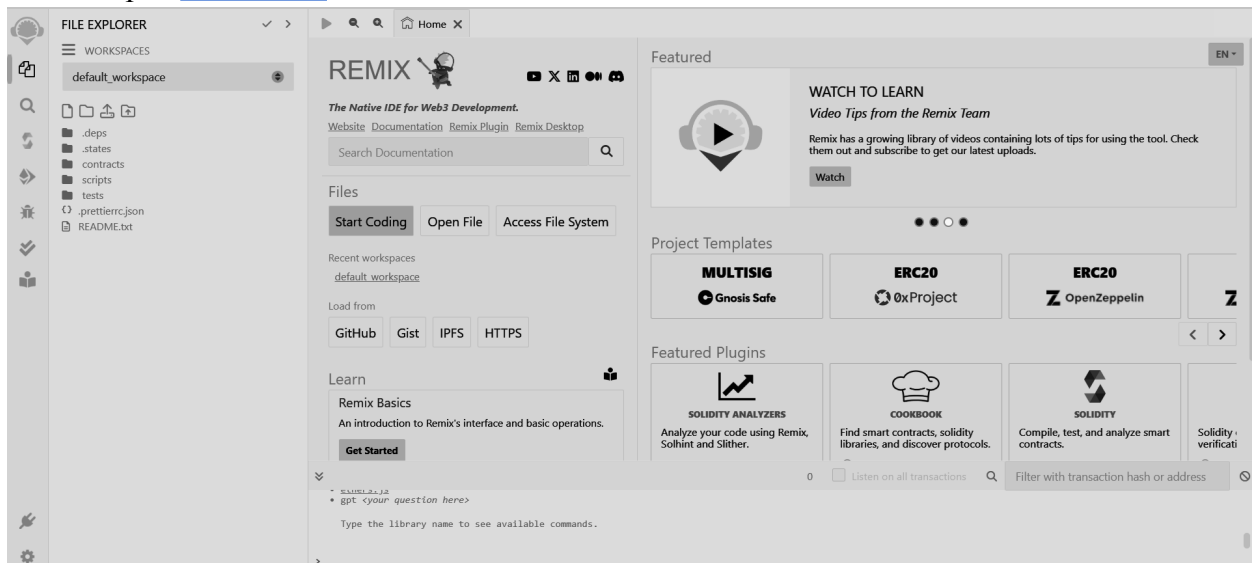 FILE EXPLORER
WORKSPACES
default_workspace
.deps
.states
contracts
scripts
tests
.prettierrc.json
README.txt
Home
REMIX
The Native IDE for Web3 Development.
Website Documentation Remix Plugin Remix Desktop
Search Documentation
Files
Start Coding Open File Access File System
Recent workspaces
default workspace
Load from
GitHub Gist IPFS HTTPS
Learn
Remix Basics
An introduction to Remix's interface and basic operations.
Get Started
Featured
EN
WATCH TO LEARN
Video Tips from the Remix Team
Remix has a growing library of videos containing lots of tips for using the tool. Check
them out and subscribe to get our latest uploads.
Watch
Project Templates
MULTISIG
Gnosis Safe
ERC20
0xProject
ERC20
OpenZeppelin
Featured Plugins
SOLIDITY ANALYZERS
Analyze your code using Remix,
Solhint and Slither.
COOKBOOK
Find smart contracts, solidity
libraries, and discover protocols.
SOLIDITY
Compile, test, and analyze smart
contracts.
Solidity
0 Listen on all transactions Filter with transaction hash or address
ethers.js
• gpt <your question here>
Type the library name to see available commands.
>